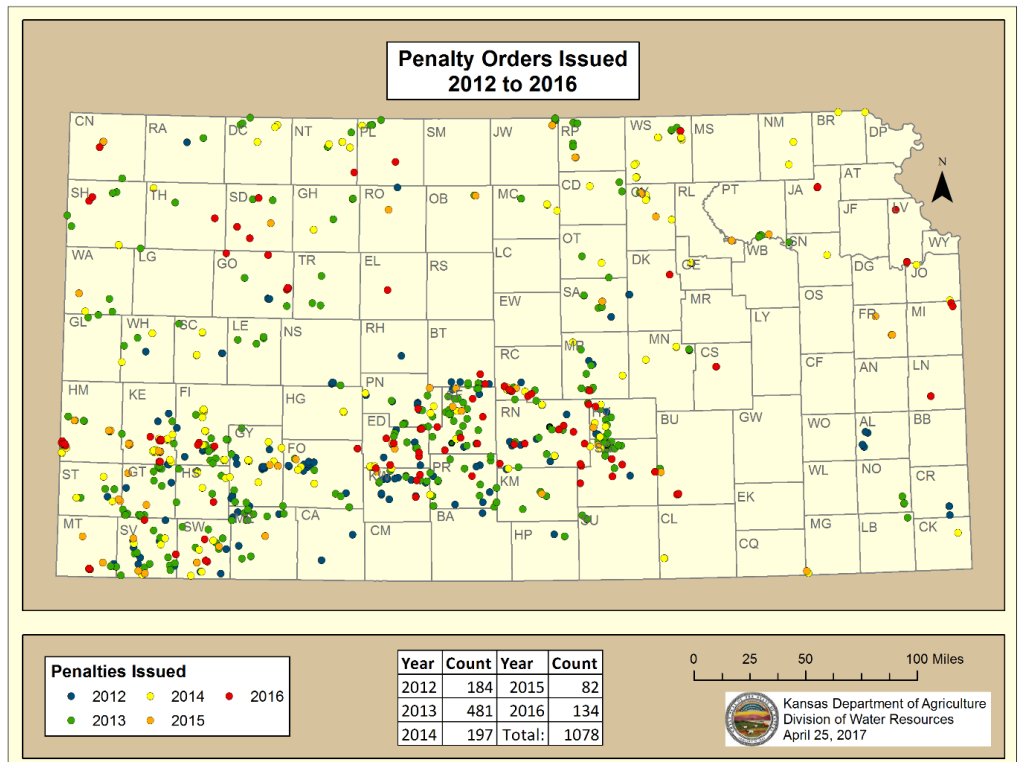 Penalty Orders Issued
2012 to 2016
CN RA DC NT PL SM JW RP WS MS NM BR DP
SH TH SD GH RO OB MC CD RL PT JA AT
JF LV
WA LG GO TR EL RS LC OT DK GE WB SN DG JO WY
EW SA MR OS
GL WH SC LE NS RH BT LY FR MI
RC MP MN CS CF AN LN
HM KE FI HG PN
ED RN BU GW WO AL BB
GY FO
ST GT HS PR KM EK WL NO CR
MT SV SW CA CM BA HP SU CL CQ MG LB CK
N
Penalties Issued
2012 2014 2016
2013 2015
Year Count Year Count
2012 184 2015 82
2013 481 2016 134
2014 197 Total: 1078
0 25 50 100 Miles
Kansas Department of Agriculture
Division of Water Resources
April 25, 2017